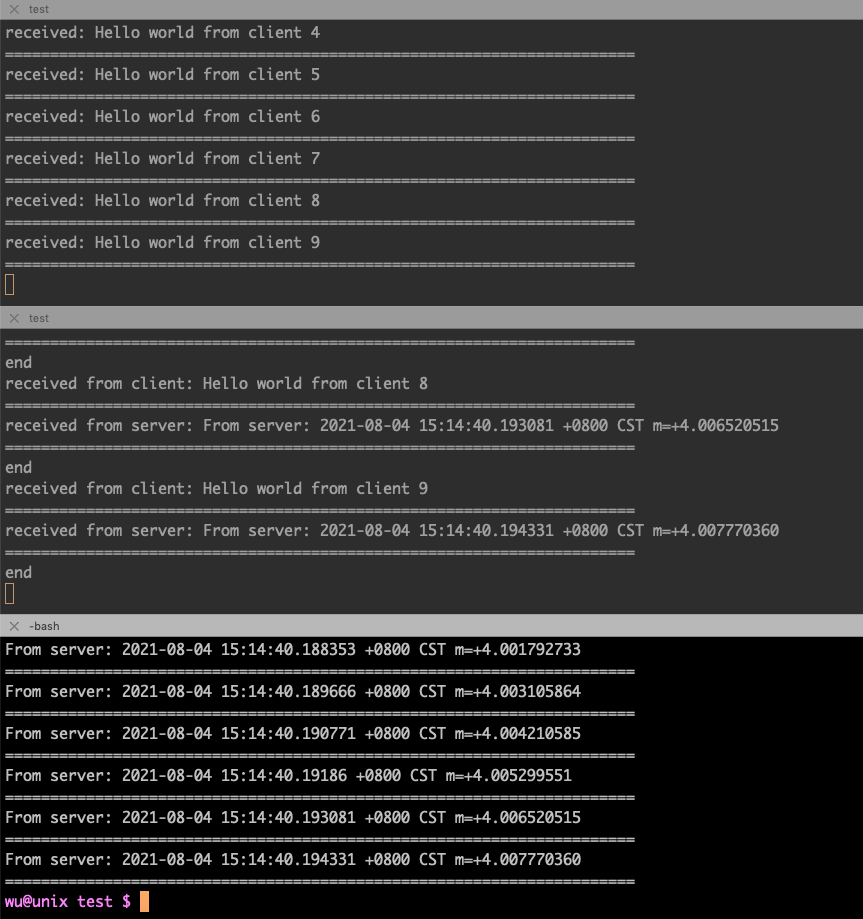 test
received: Hello world from client 4
======================================================================
received: Hello world from client 5
======================================================================
received: Hello world from client 6
======================================================================
received: Hello world from client 7
======================================================================
received: Hello world from client 8
======================================================================
received: Hello world from client 9
======================================================================
test
======================================================================
end
received from client: Hello world from client 8
======================================================================
received from server: From server: 2021-08-04 15:14:40.193081 +0800 CST m=+4.006520515
======================================================================
end
received from client: Hello world from client 9
======================================================================
received from server: From server: 2021-08-04 15:14:40.194331 +0800 CST m=+4.007770360
======================================================================
end
-bash
From server: 2021-08-04 15:14:40.188353 +0800 CST m=+4.001792733
======================================================================
From server: 2021-08-04 15:14:40.189666 +0800 CST m=+4.003105864
======================================================================
From server: 2021-08-04 15:14:40.190771 +0800 CST m=+4.004210585
======================================================================
From server: 2021-08-04 15:14:40.19186 +0800 CST m=+4.005299551
======================================================================
From server: 2021-08-04 15:14:40.193081 +0800 CST m=+4.006520515
======================================================================
From server: 2021-08-04 15:14:40.194331 +0800 CST m=+4.007770360
======================================================================
wu@unix test $